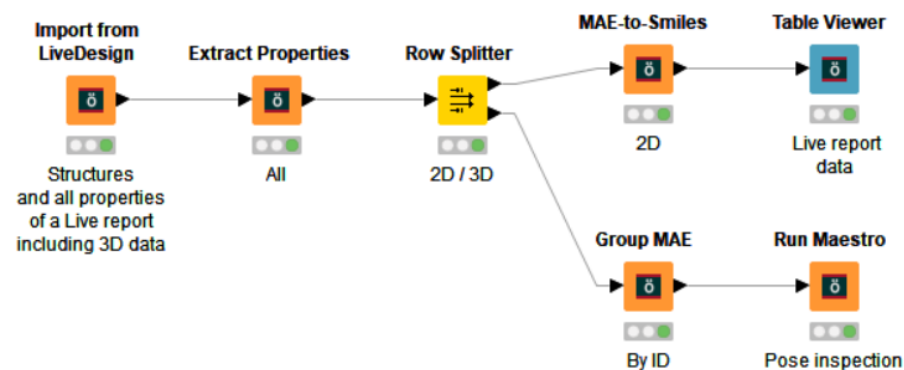 Import from
LiveDesign
Extract Properties
Row Splitter
MAE-to-Smiles
Table Viewer
Structures
and all properties
of a Live report
including 3D data
All
2D / 3D
2D
Live report
data
Group MAE
Run Maestro
By ID
Pose inspection